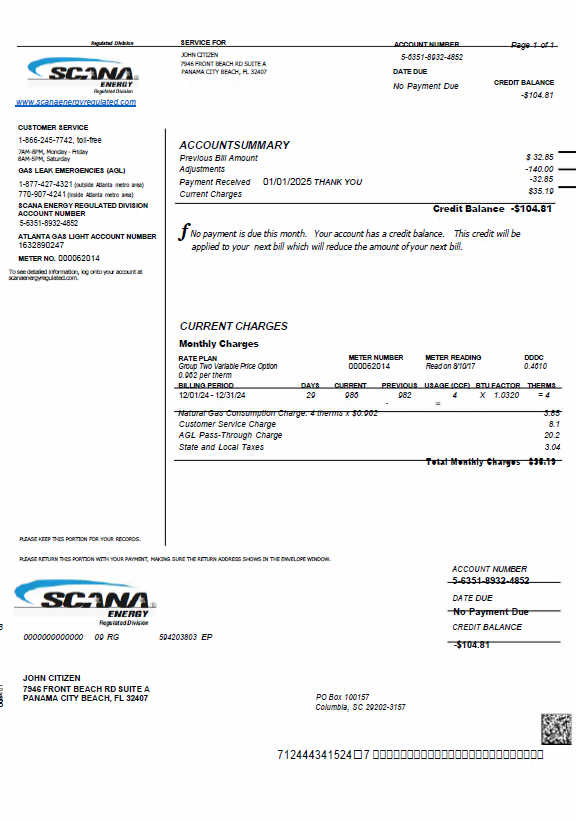 Regulated Division
SERVICE FOR
ACCOUNT NUMBER
Page 1 of 1
JOHN CITIZEN
7946 FRONT BEACH RD SUITE A
PANAMA CITY BEACH, FL 32407
5-6351-8932-4852
DATE DUE
No Payment Due
CREDIT BALANCE
-$104.81
SCANA
ENERGY
Regulated Division
www.scanaenergyregulated.com
CUSTOMER SERVICE
1-866-245-7742, toll-free
7AM-8PM, Monday - Friday
8AM-5PM, Saturday
GAS LEAK EMERGENCIES (AGL)
1-877-427-4321 (outside Atlanta metro area)
770-907-4241 (inside Atlanta metro area)
SCANA ENERGY REGULATED DIVISION
ACCOUNT NUMBER
5-6351-8932-4852
ATLANTA GAS LIGHT ACCOUNT NUMBER
1632890247
METER NO. 000062014
To see detailed information, log onto your account at
scanaenergyregulated.com.
ACCOUNTSUMMARY
Previous Bill Amount $ 32.85
Adjustments -140.00
Payment Received 01/01/2025 THANK YOU -32.85
Current Charges $35.19
Credit Balance -$104.81
f No payment is due this month. Your account has a credit balance. This credit will be
applied to your next bill which will reduce the amount of your next bill.
CURRENT CHARGES
Monthly Charges
RATE PLAN METER NUMBER METER READING DDDC
Group Two Variable Price Option 000062014 Read on 8/10/17 0.4610
0.962 per therm
BILLING PERIOD DAYS CURRENT PREVIOUS USAGE (CCF) BTU FACTOR THERMS
12/01/24 - 12/31/24 29 986 982 4 X 1.0320 = 4
- =
Natural Gas Consumption Charge: 4 therms x $0.962 3.85
Customer Service Charge 8.1
AGL Pass-Through Charge 20.2
State and Local Taxes 3.04
Total Monthly Charges
PLEASE KEEP THIS PORTION FOR YOUR RECORDS.
PLEASE RETURN THIS PORTION WITH YOUR PAYMENT, MAKING SURE THE RETURN ADDRESS SHOWS IN THE ENVELOPE WINDOW.
SCANA
ENERGY
Regulated Division
ACCOUNT NUMBER
5-6351-8932-4852
DATE DUE
No Payment Due
CREDIT BALANCE
-$104.81
0000000000000 09 RG 594203803 EP
JOHN CITIZEN
7946 FRONT BEACH RD SUITE A
PANAMA CITY BEACH, FL 32407
PO Box 100157
Columbia, SC 29202-3157
712444341524□7 □□□□□□□□□□□□□□□□□□□□□□□□□□